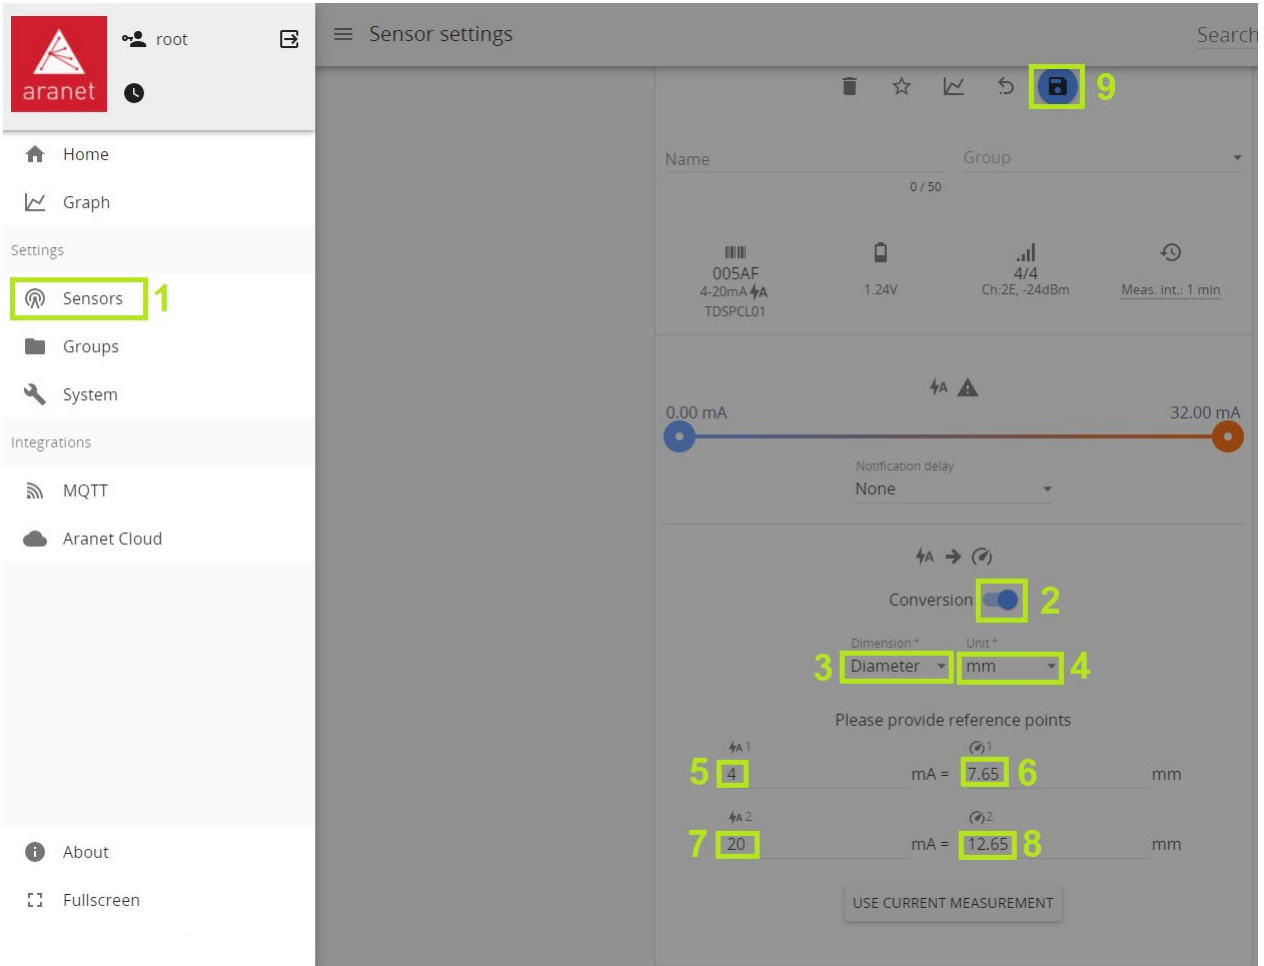 aranet
root
Home
Graph
Settings
Sensors 1
Groups
System
Integrations
MQTT
Aranet Cloud
About
Fullscreen
Sensor settings
Search
9
Name
Group
0 / 50
005AF
4-20mA A
TDSPCL01
1.24V
4/4
Ch:2E, -24dBm
Meas. int.: 1 min
A
0.00 mA
32.00 mA
Notification delay
None
A
Conversion 2
Dimension *
Unit *
3 Diameter
mm 4
Please provide reference points
A 1
1
5 4 mA = 7.65 6 mm
A 2
2
7 20 mA = 12.65 8 mm
USE CURRENT MEASUREMENT